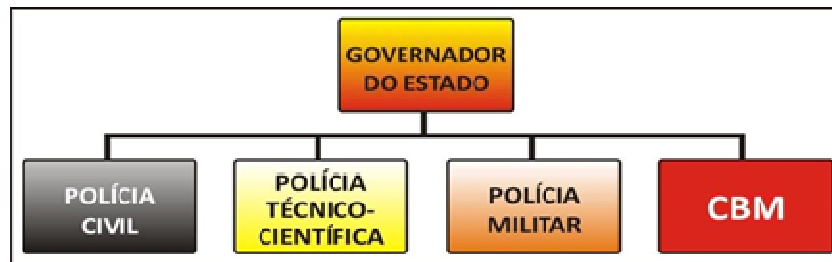 GOVERNADOR
DO ESTADO
POLÍCIA
CIVIL
POLÍCIA
TÉCNICO-
CIENTÍFICA
POLÍCIA
MILITAR
CBM